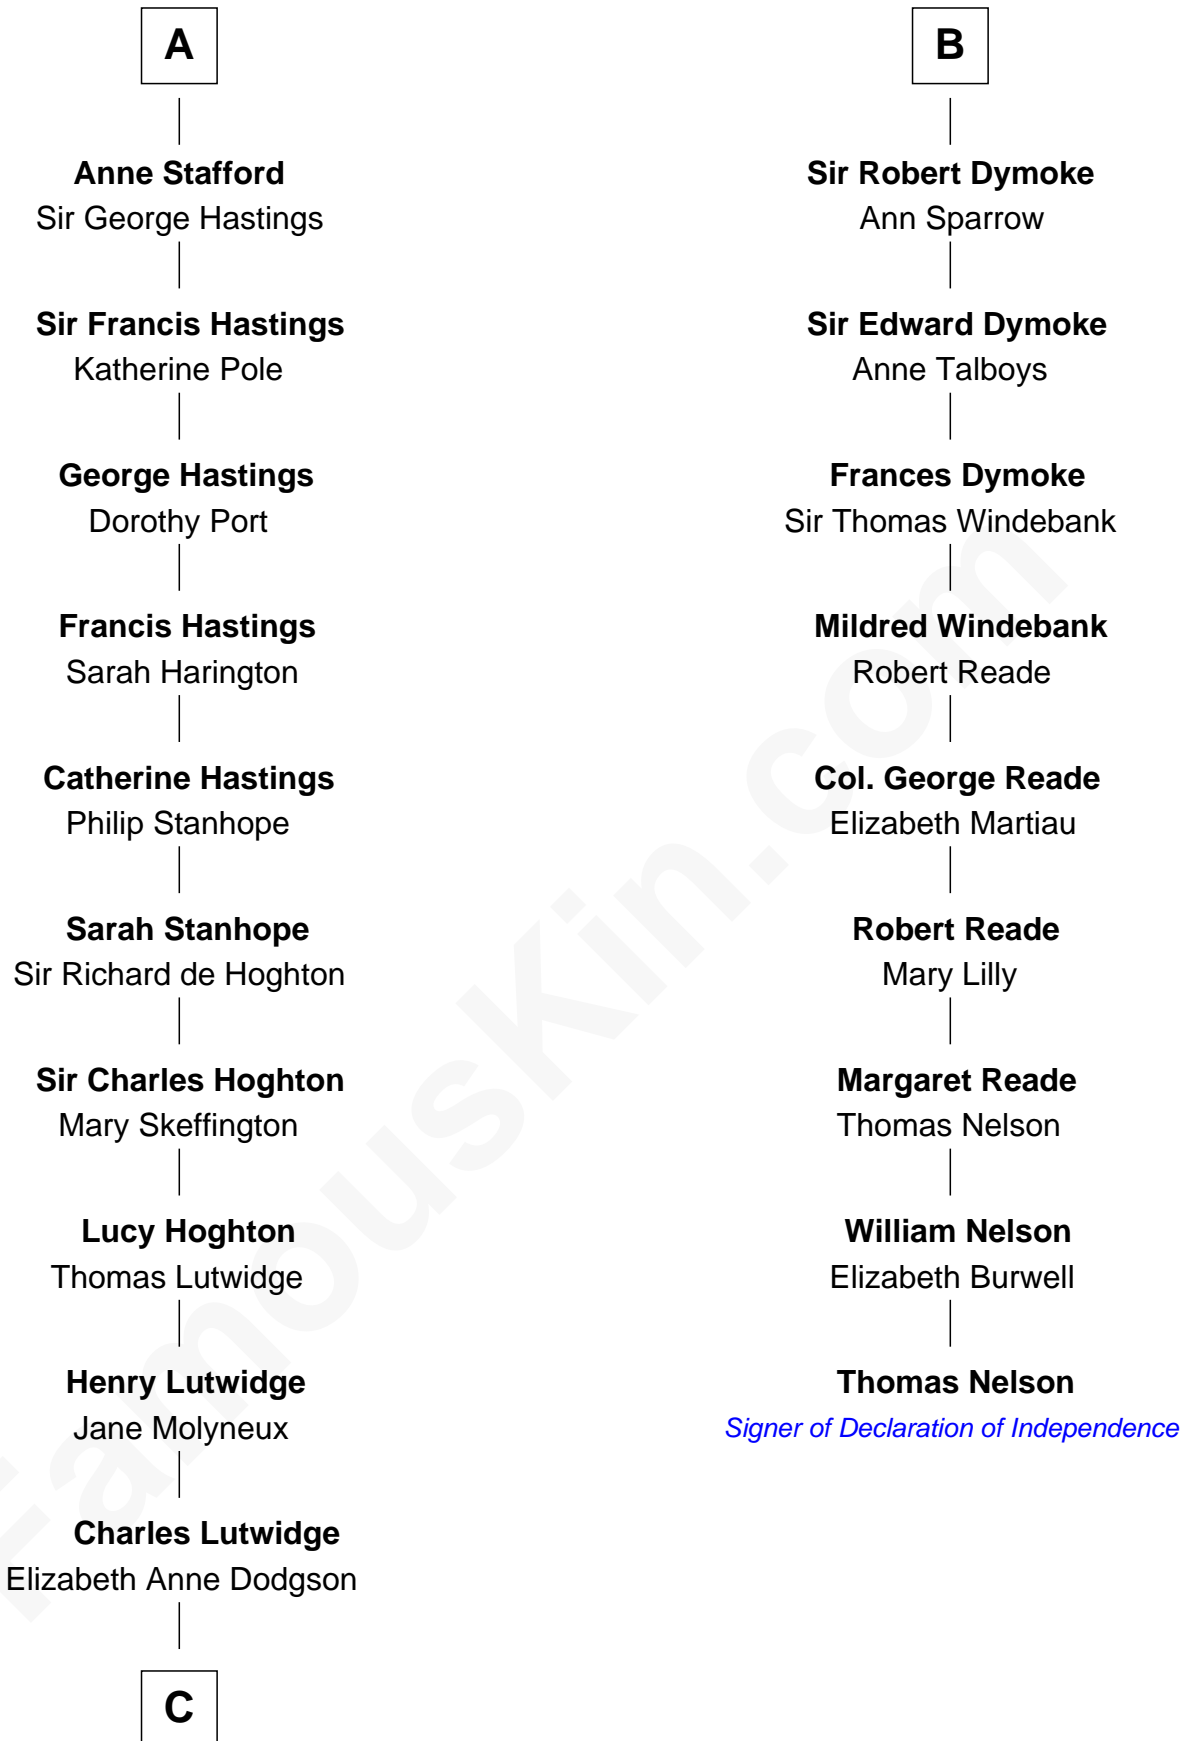 A
Anne Stafford
Sir George Hastings
Sir Francis Hastings
Katherine Pole
George Hastings
Dorothy Port
Francis Hastings
Sarah Harington
Catherine Hastings
Philip Stanhope
Sarah Stanhope
Sir Richard de Hoghton
Sir Charles Hoghton
Mary Skeffington
Lucy Hoghton
Thomas Lutwidge
Henry Lutwidge
Jane Molyneux
Charles Lutwidge
Elizabeth Anne Dodgson
C
B
Sir Robert Dymoke
Ann Sparrow
Sir Edward Dymoke
Anne Talboys
Frances Dymoke
Sir Thomas Windebank
Mildred Windebank
Robert Reade
Col. George Reade
Elizabeth Martiau
Robert Reade
Mary Lilly
Margaret Reade
Thomas Nelson
William Nelson
Elizabeth Burwell
Thomas Nelson
Signer of Declaration of Independence
FamousKin.com